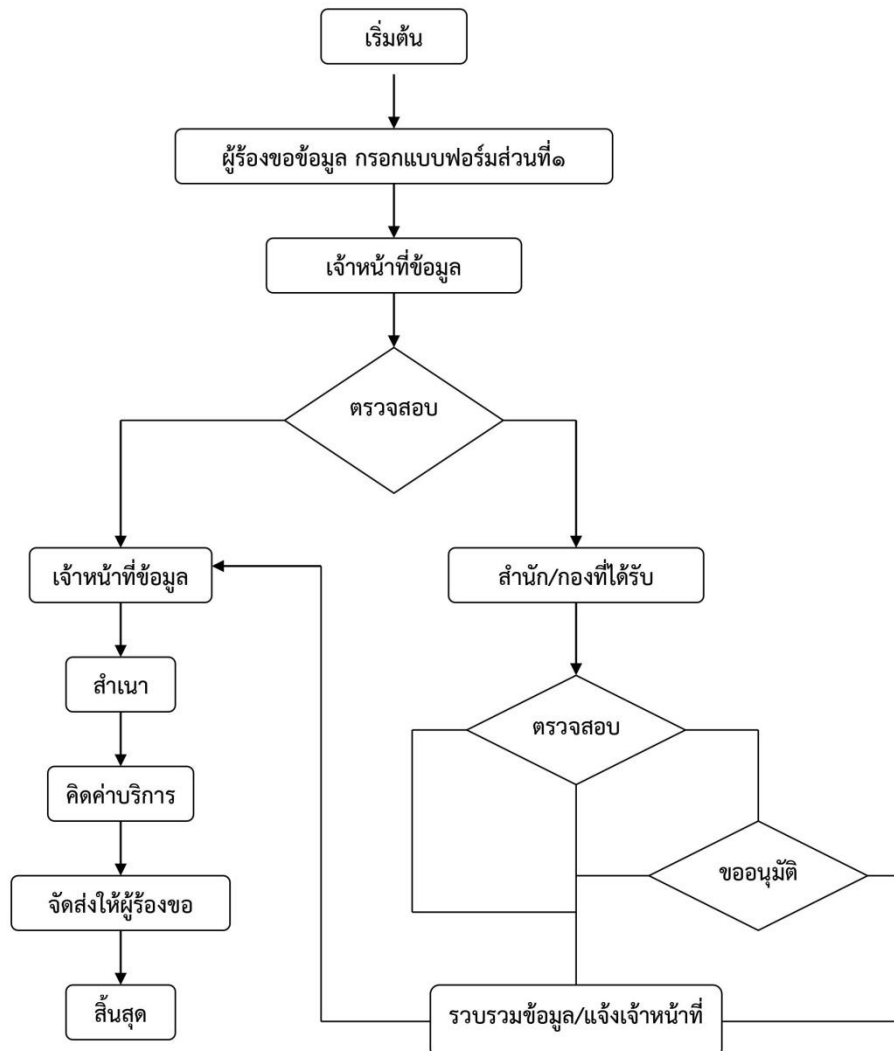 เริ่มต้น
ผู้ร้องขอข้อมูล กรอกแบบฟอร์มส่วนที่๑
เจ้าหน้าที่ข้อมูล
ตรวจสอบ
เจ้าหน้าที่ข้อมูล
สำนัก/กองที่ได้รับ
สำเนา
ตรวจสอบ
คิดค่าบริการ
ขออนุมัติ
จัดส่งให้ผู้ร้องขอ
สิ้นสุด
รวบรวมข้อมูล/แจ้งเจ้าหน้าที่